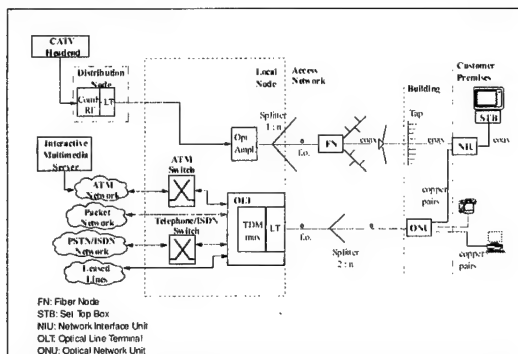 CATV
Headend
Distribution
Node
Comb
RF
LT
Local
Node
Access
Network
Customer
Premises
Building
Splitter
1 : n
Tap
STB
Opt
Ampl
FN
coax
coax
NIU
coax
f.o.
Interactive
Multimedia
Server
ATM
Switch
ATM
Network
OLT
copper
pairs
Packet
Network
Telephone/ISDN
Switch
TDM
mux
LT
ONU
PSTN/ISDN
Network
f.o.
Splitter
2 : n
Leased
Lines
copper
pairs
FN: Fiber Node
STB: Set Top Box
NIU: Network Interface Unit
OLT: Optical Line Terminal
ONU: Optical Network Unit